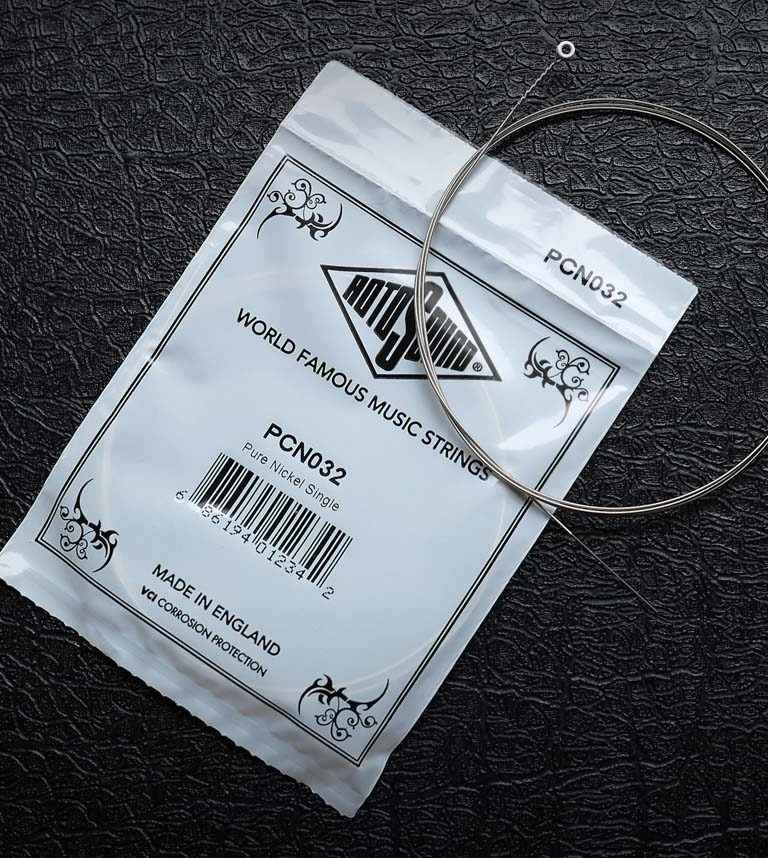 PCN032
ROTOSOUND®
WORLD FAMOUS MUSIC STRINGS
PCN032
Pure Nickel Single
6 86194 01234 2
MADE IN ENGLAND
vci CORROSION PROTECTION